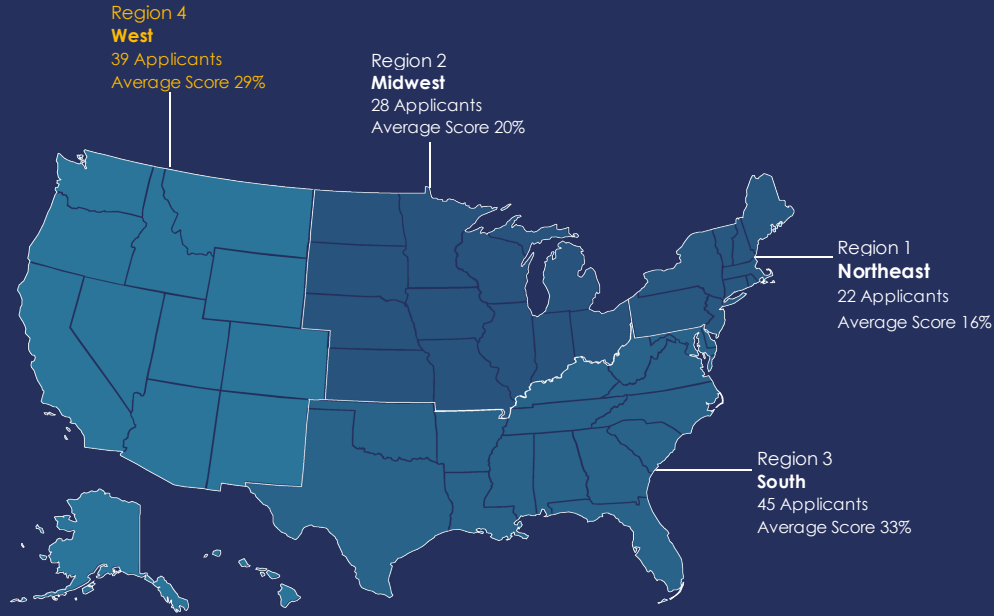 Region 4
West
39 Applicants
Average Score 29%
Region 2
Midwest
28 Applicants
Average Score 20%
Region 1
Northeast
22 Applicants
Average Score 16%
Region 3
South
45 Applicants
Average Score 33%